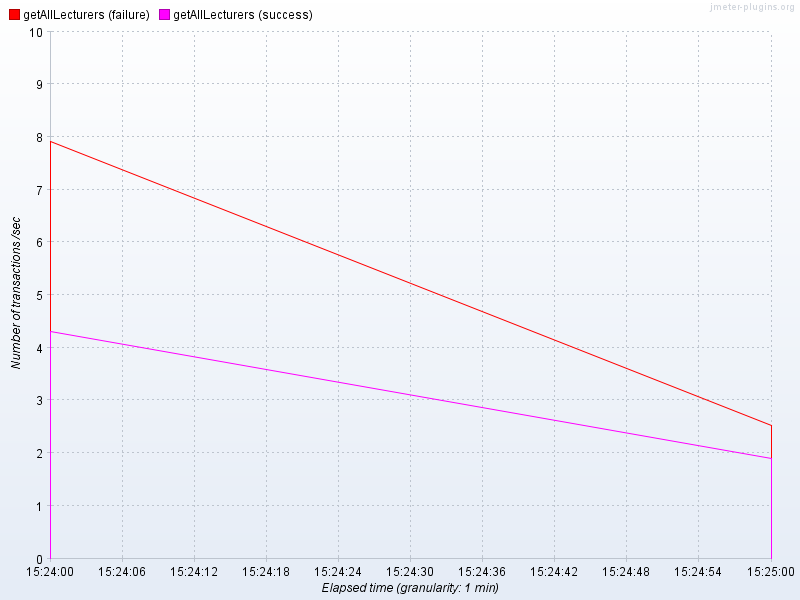 getAllLecturers (failure) getAllLecturers (success)
jmeter-plugins.org
10
9
8
7
6
5
4
3
2
1
0
Number of transactions /sec
15:24:00 15:24:06 15:24:12 15:24:18 15:24:24 15:24:30 15:24:36 15:24:42 15:24:48 15:24:54 15:25:00
Elapsed time (granularity: 1 min)